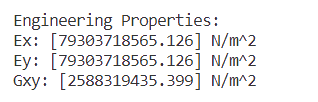 Engineering Properties:
Ex: [79303718565.126] N/m^2
Ey: [79303718565.126] N/m^2
Gxy: [2588319435.399] N/m^2